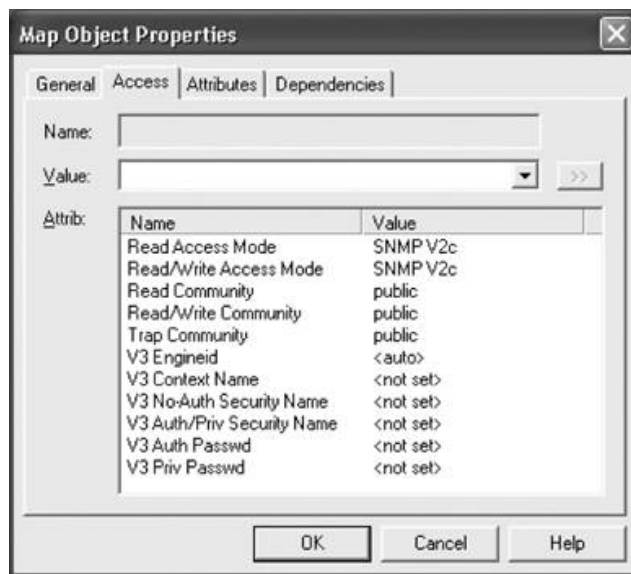 Map Object Properties
General Access Attributes Dependencies
Name:
Value: >>
Attrib:
Name Value
Read Access Mode SNMP V2c
Read/Write Access Mode SNMP V2c
Read Community public
Read/Write Community public
Trap Community public
V3 Engineid <auto>
V3 Context Name <not set>
V3 No-Auth Security Name <not set>
V3 Auth/Priv Security Name <not set>
V3 Auth Passwd <not set>
V3 Priv Passwd <not set>
OK Cancel Help